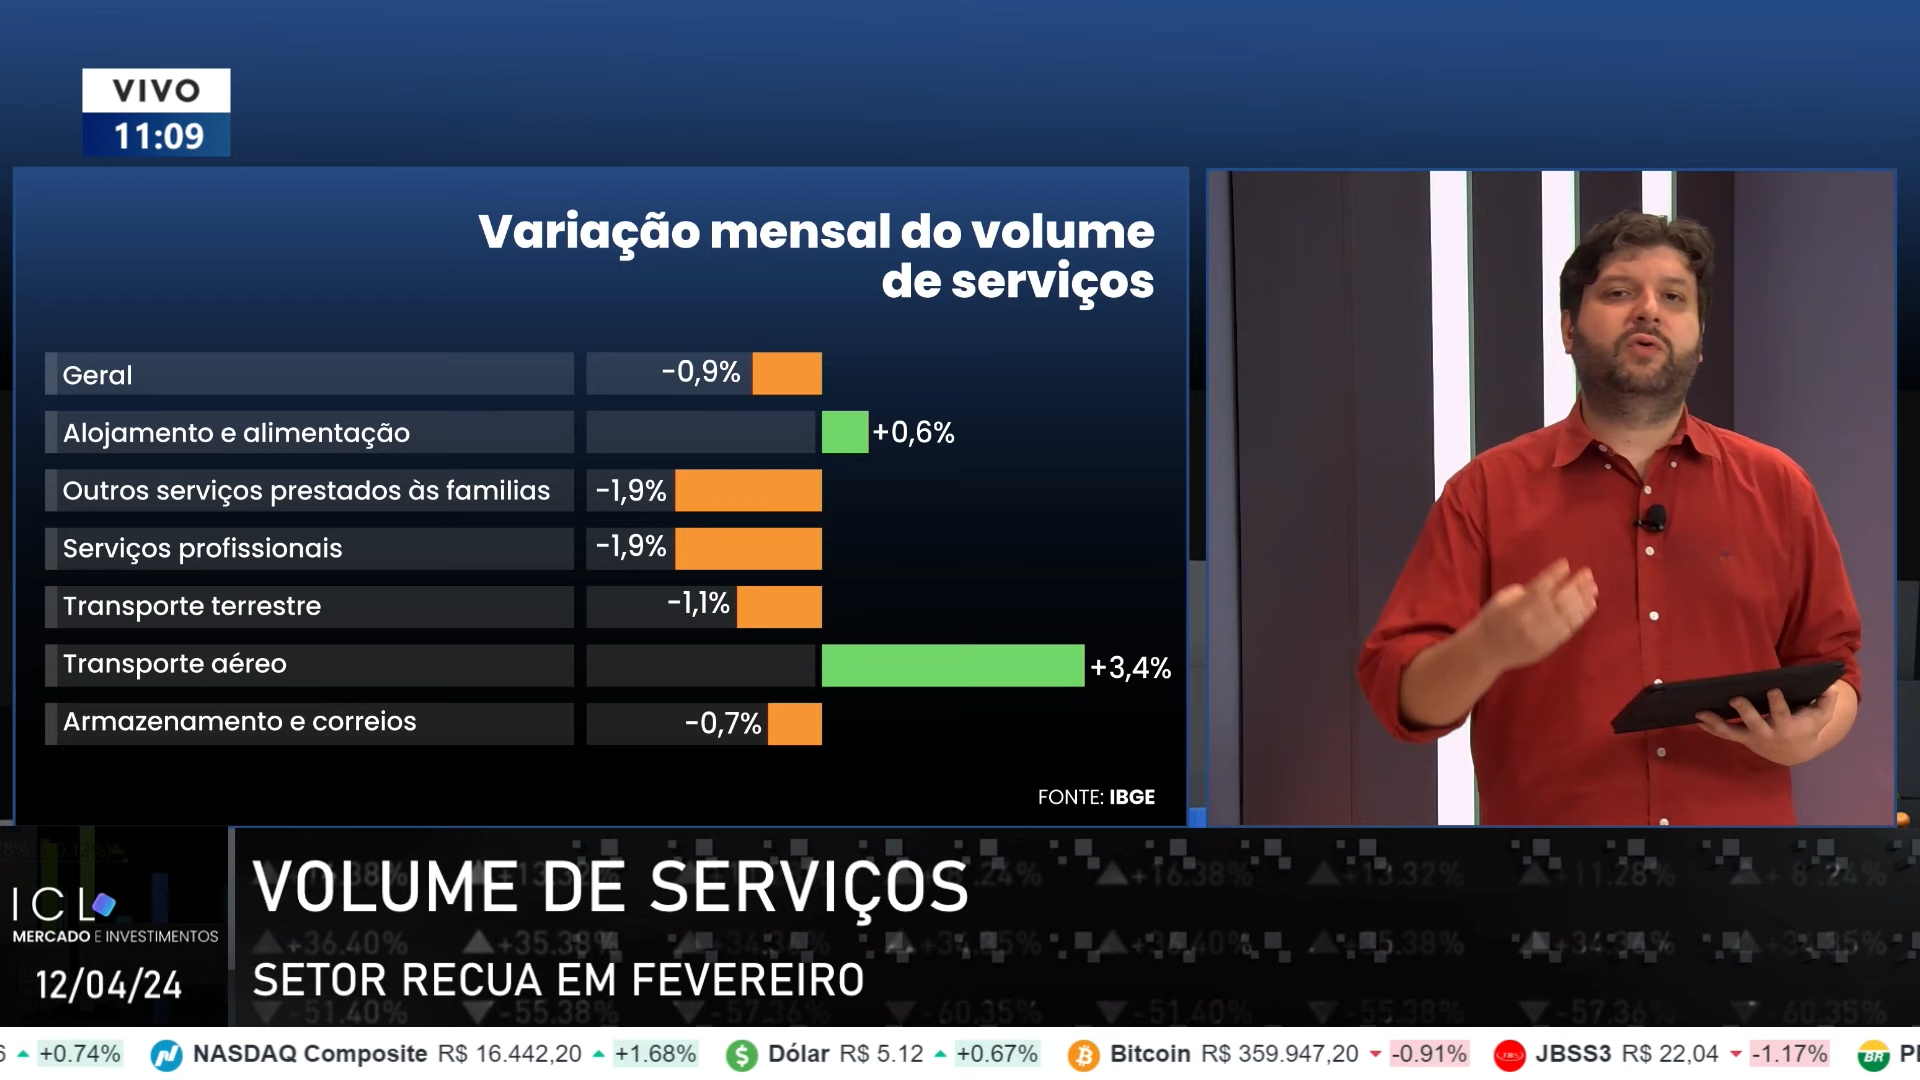 VIVO
11:09
Variação mensal do volume
de serviços
Geral
-0,9%
Alojamento e alimentação
+0,6%
Outros serviços prestados às familias
-1,9%
Serviços profissionais
-1,9%
Transporte terrestre
-1,1%
Transporte aéreo
+3,4%
Armazenamento e correios
-0,7%
FONTE: IBGE
ICL
MERCADO E INVESTIMENTOS
12/04/24
VOLUME DE SERVIÇOS
SETOR RECUA EM FEVEREIRO
+0.74% NASDAQ Composite R$ 16.442,20 +1.68% Dólar R$ 5.12 +0.67% Bitcoin R$ 359.947,20 -0.91% JBSS3 R$ 22,04 -1.17% BR